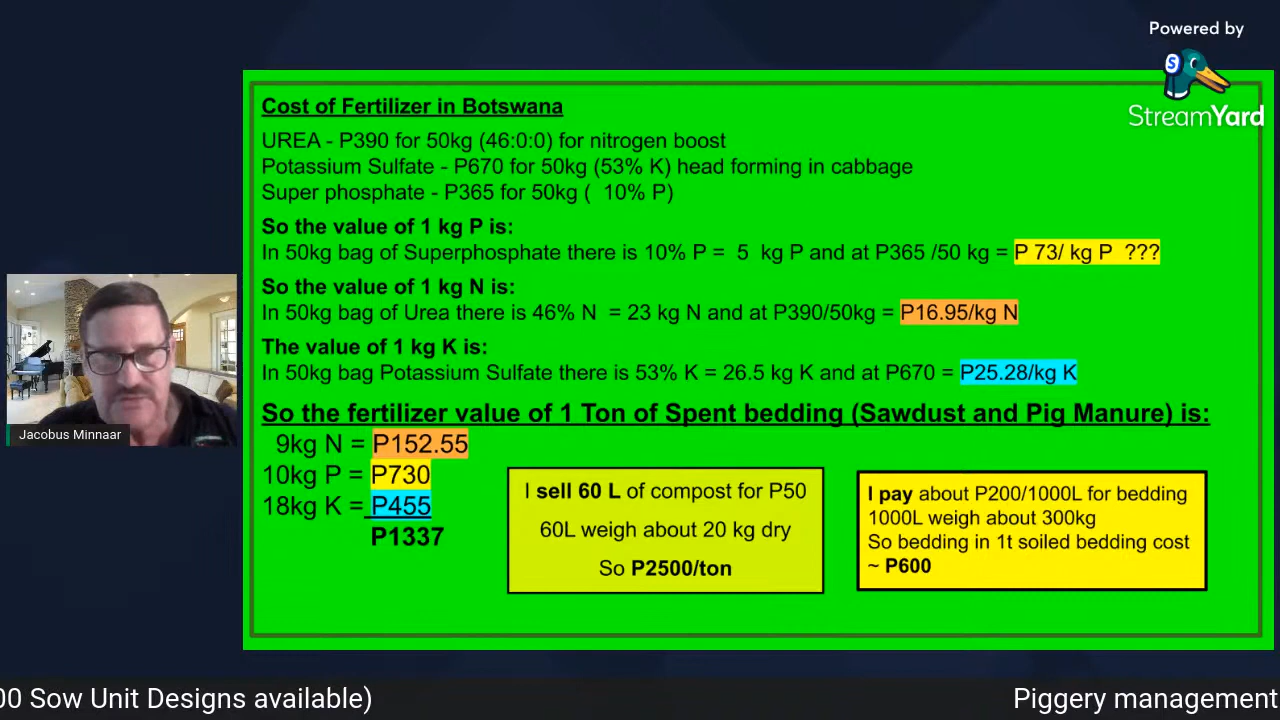 Powered by
StreamYard
Cost of Fertilizer in Botswana
UREA - P390 for 50kg (46:0:0) for nitrogen boost
Potassium Sulfate - P670 for 50kg (53% K) head forming in cabbage
Super phosphate - P365 for 50kg ( 10% P)
So the value of 1 kg P is:
In 50kg bag of Superphosphate there is 10% P = 5 kg P and at P365 /50 kg = P 73/ kg P ???
So the value of 1 kg N is:
In 50kg bag of Urea there is 46% N = 23 kg N and at P390/50kg = P16.95/kg N
The value of 1 kg K is:
In 50kg bag Potassium Sulfate there is 53% K = 26.5 kg K and at P670 = P25.28/kg K
So the fertilizer value of 1 Ton of Spent bedding (Sawdust and Pig Manure) is:
9kg N = P152.55
10kg P = P730
18kg K = P455
P1337
I sell 60 L of compost for P50
60L weigh about 20 kg dry
So P2500/ton
I pay about P200/1000L for bedding
1000L weigh about 300kg
So bedding in 1t soiled bedding cost
~ P600
Jacobus Minnaar
00 Sow Unit Designs available)
Piggery management